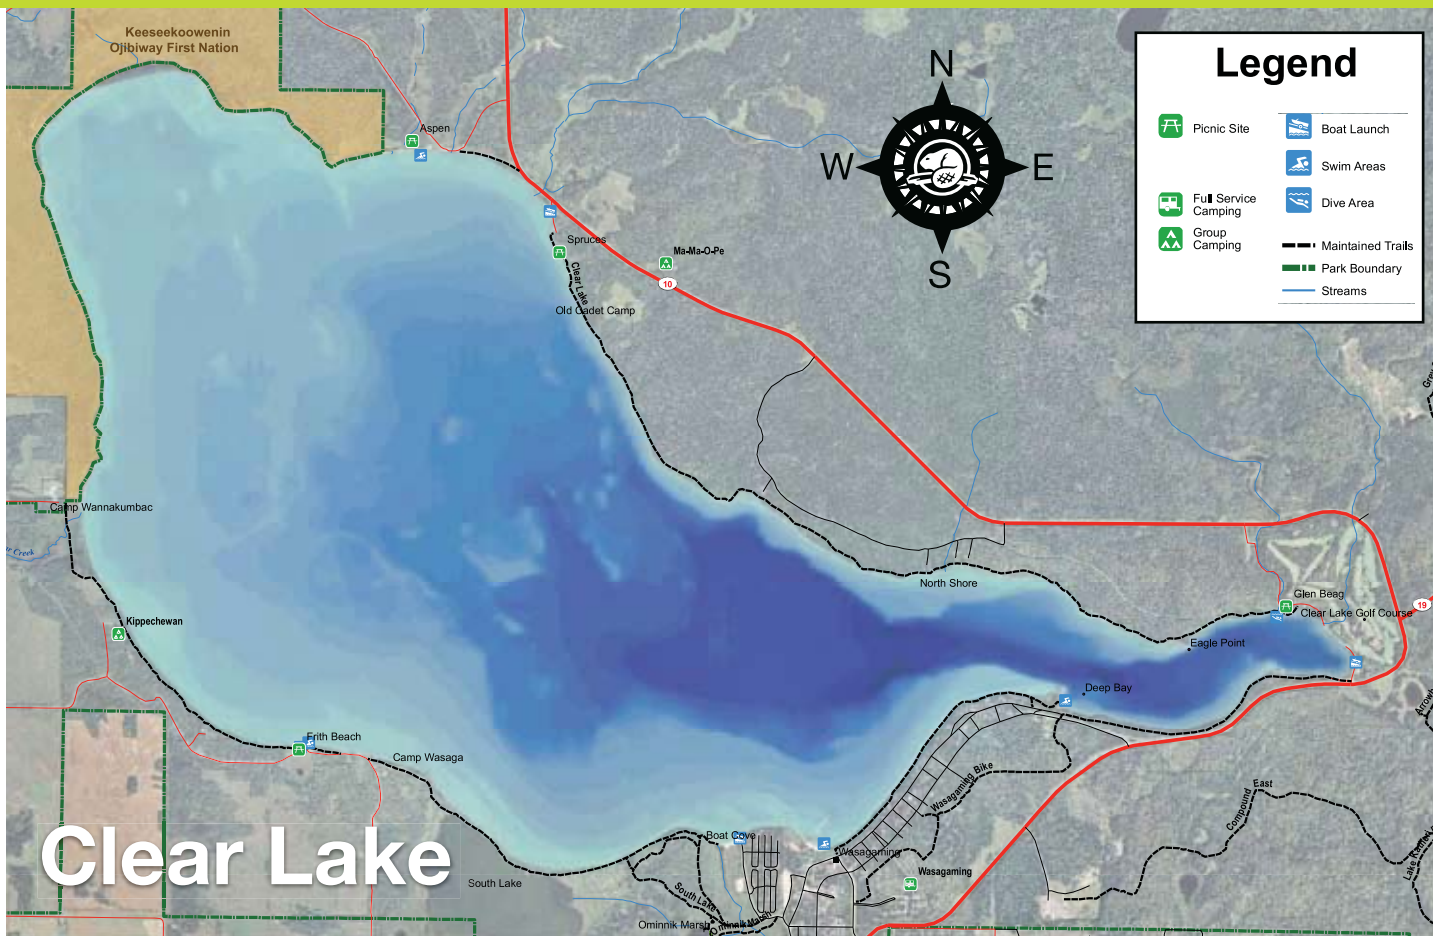 Keeseekoowenin
Ojibiway First Nation
Aspen
N
W
E
S
Legend
Picnic Site
Boat Launch
Swim Areas
Full Service
Camping
Dive Area
Group
Camping
Maintained Trails
Park Boundary
Streams
Spruces
Ma-Ma-O-Pe
Clear Lake
10
Old Cadet Camp
Camp Wannakumbac
Creek
North Shore
Glen Beag
19
Clear Lake Golf Course
Kippechewan
Eagle Point
Deep Bay
Frith Beach
Camp Wasaga
Wasagaming Bike
Compound East
Boat Cove
Wasagaming
Wasagaming
Clear Lake
South Lake
South Lake
Ominnik Marsh
Ominnik Marsh